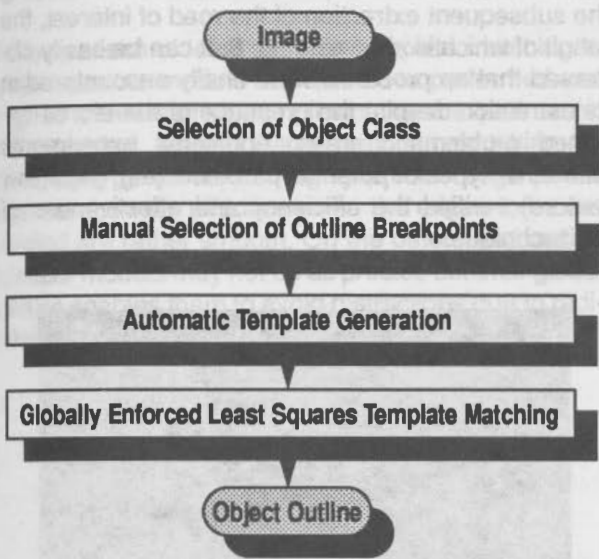 Image
Selection of Object Class
Manual Selection of Outline Breakpoints
Automatic Template Generation
Globally Enforced Least Squares Template Matching
Object Outline